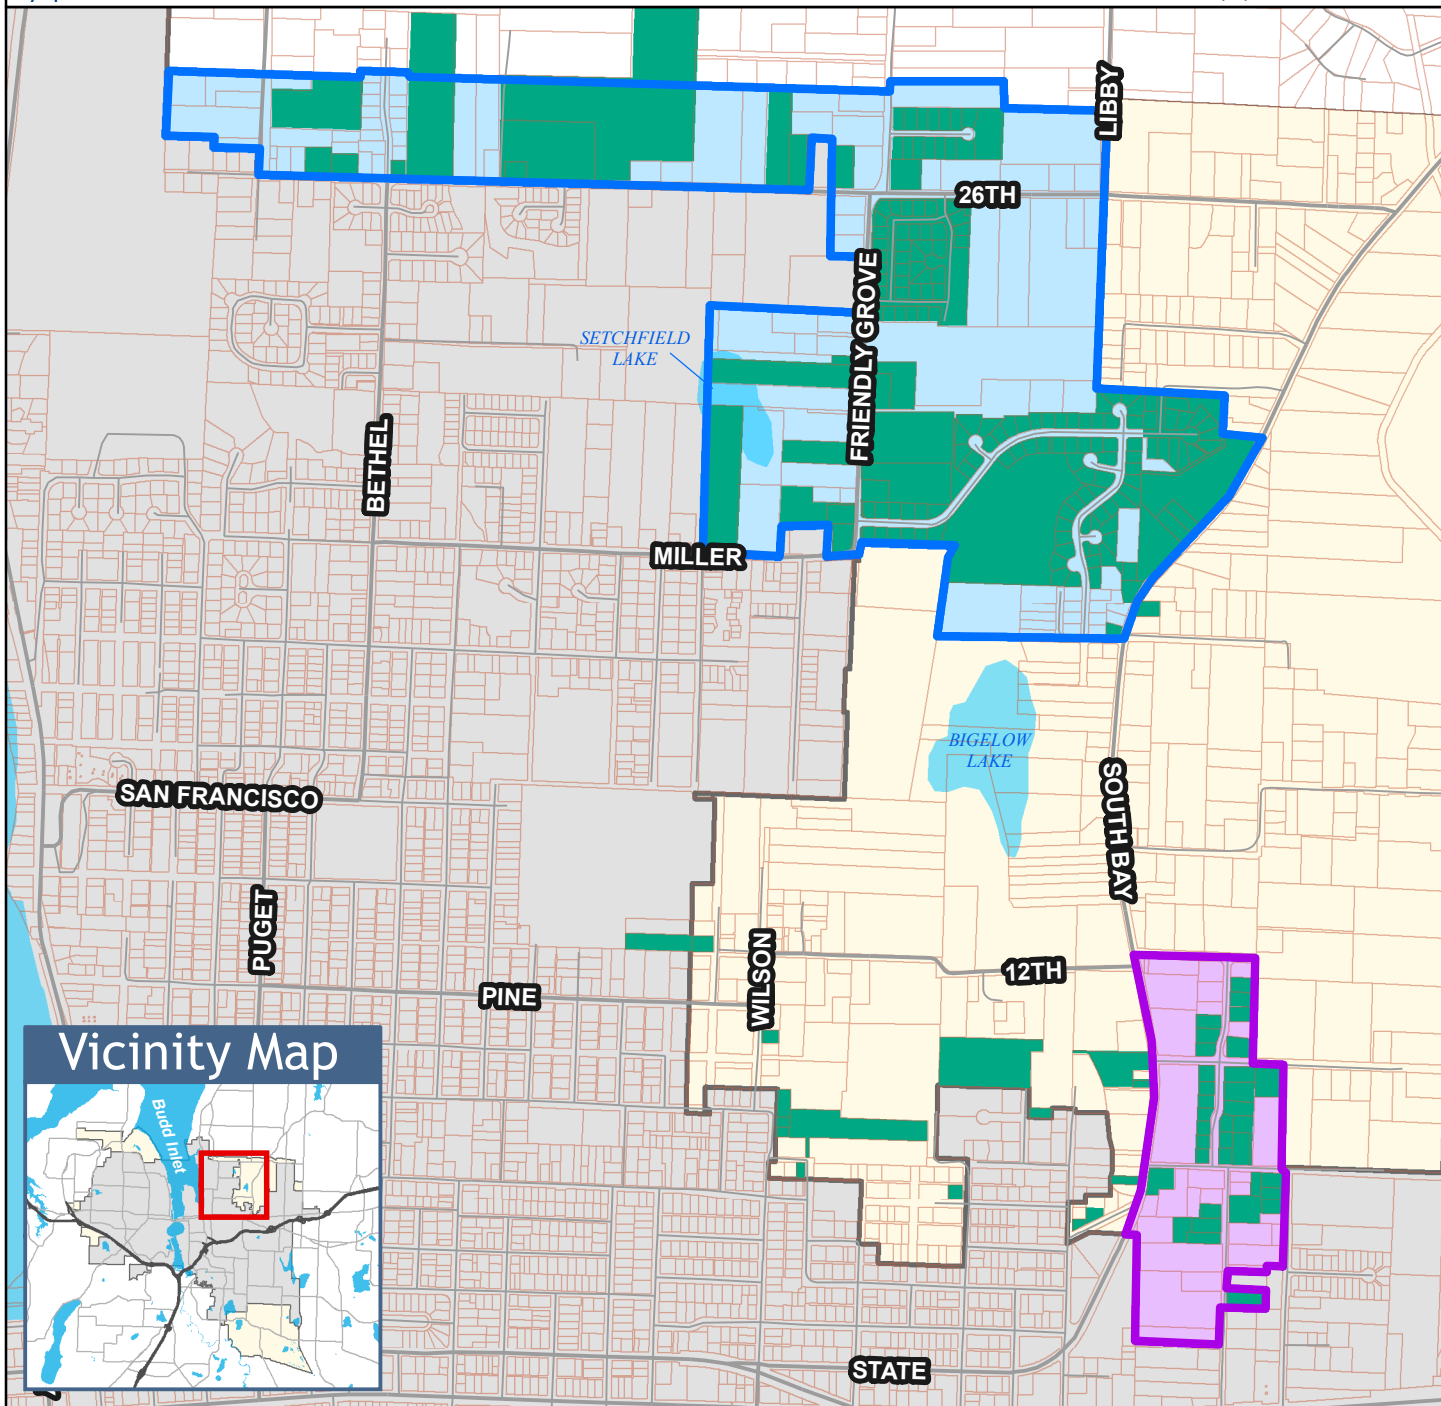 LIBBY
26TH
FRIENDLY GROVE
SETCHFIELD
LAKE
BETHEL
MILLER
BIGELOW
LAKE
SAN FRANCISCO
SOUTH BAY
PUGET
WILSON
12TH
PINE
Vicinity Map
Budd Inlet
STATE